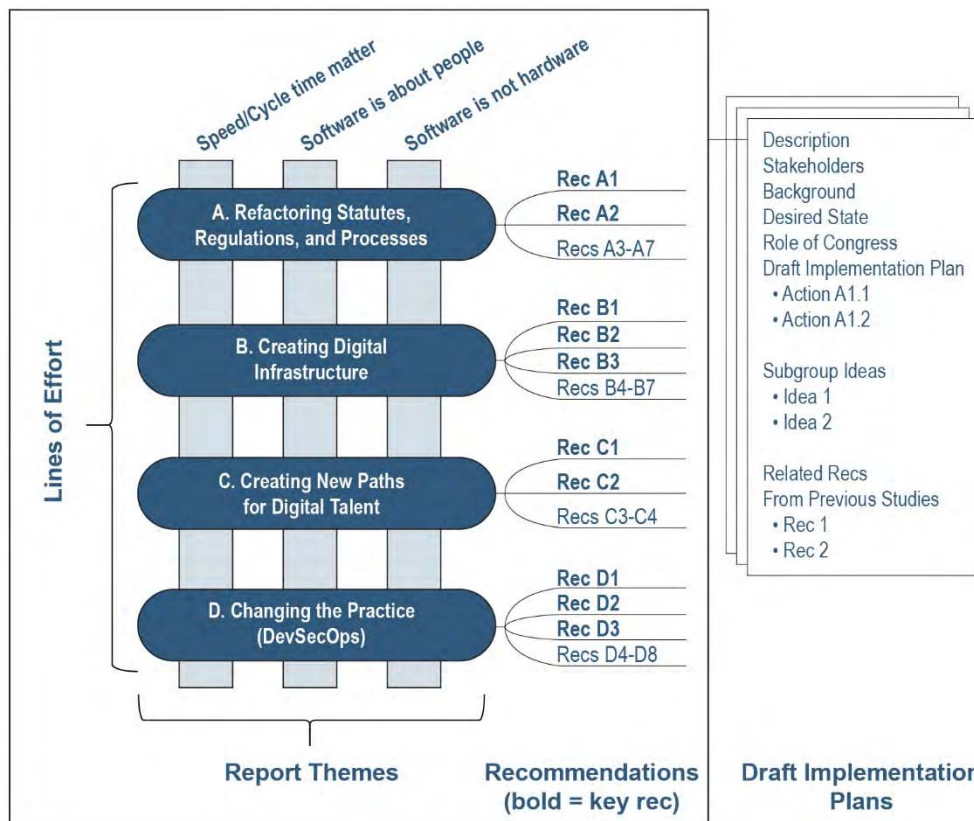 Speed/Cycle time matter
Software is about people
Software is not hardware
Lines of Effort
A. Refactoring Statutes,
Regulations, and Processes
Rec A1
Rec A2
Recs A3-A7
B. Creating Digital
Infrastructure
Rec B1
Rec B2
Rec B3
Recs B4-B7
C. Creating New Paths
for Digital Talent
Rec C1
Rec C2
Recs C3-C4
D. Changing the Practice
(DevSecOps)
Rec D1
Rec D2
Rec D3
Recs D4-D8
Report Themes
Recommendations
(bold = key rec)
Description
Stakeholders
Background
Desired State
Role of Congress
Draft Implementation Plan
• Action A1.1
• Action A1.2
Subgroup Ideas
• Idea 1
• Idea 2
Related Recs
From Previous Studies
• Rec 1
• Rec 2
Draft Implementation
Plans